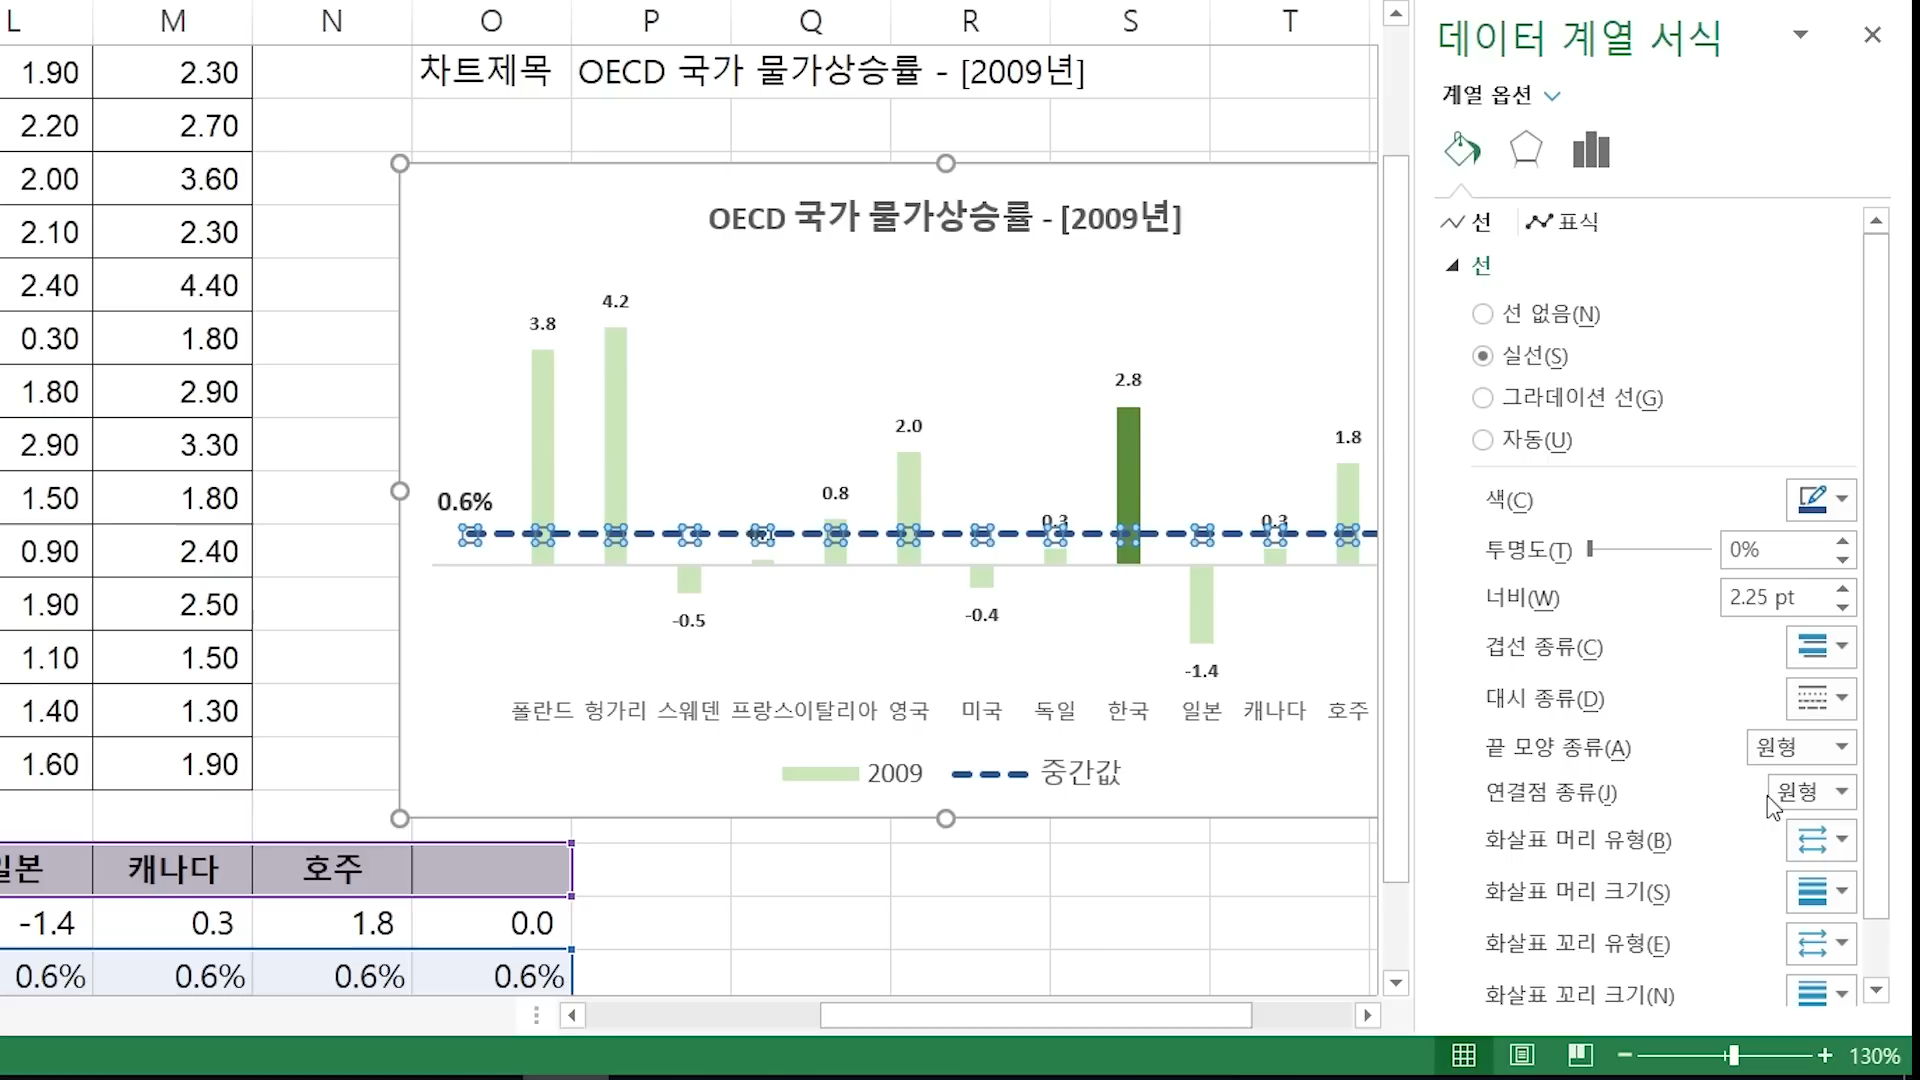 L M N O P Q R S T
1.90 2.30 차트제목 OECD 국가 물가상승률 - [2009년]
2.20 2.70
2.00 3.60
2.10 2.30
2.40 4.40
0.30 1.80
1.80 2.90
2.90 3.30
1.50 1.80
0.90 2.40
1.90 2.50
1.10 1.50
1.40 1.30
1.60 1.90
OECD 국가 물가상승률 - [2009년]
4.2
3.8
2.8
2.0
1.8
0.8
0.6%
0.3 0.3
-0.5 -0.4
-1.4
폴란드 헝가리 스웨덴 프랑스 이탈리아 영국 미국 독일 한국 일본 캐나다 호주
2009 중간값
일본 캐나다 호주
-1.4 0.3 1.8 0.0
0.6% 0.6% 0.6% 0.6%
데이터 계열 서식
계열 옵션
선 표식
선
선 없음(N)
실선(S)
그라데이션 선(G)
자동(U)
색(C)
투명도(T) 0%
너비(W) 2.25 pt
겹선 종류(C)
대시 종류(D)
끝 모양 종류(A) 원형
연결점 종류(J) 원형
화살표 머리 유형(B)
화살표 머리 크기(S)
화살표 꼬리 유형(E)
화살표 꼬리 크기(N)
130%